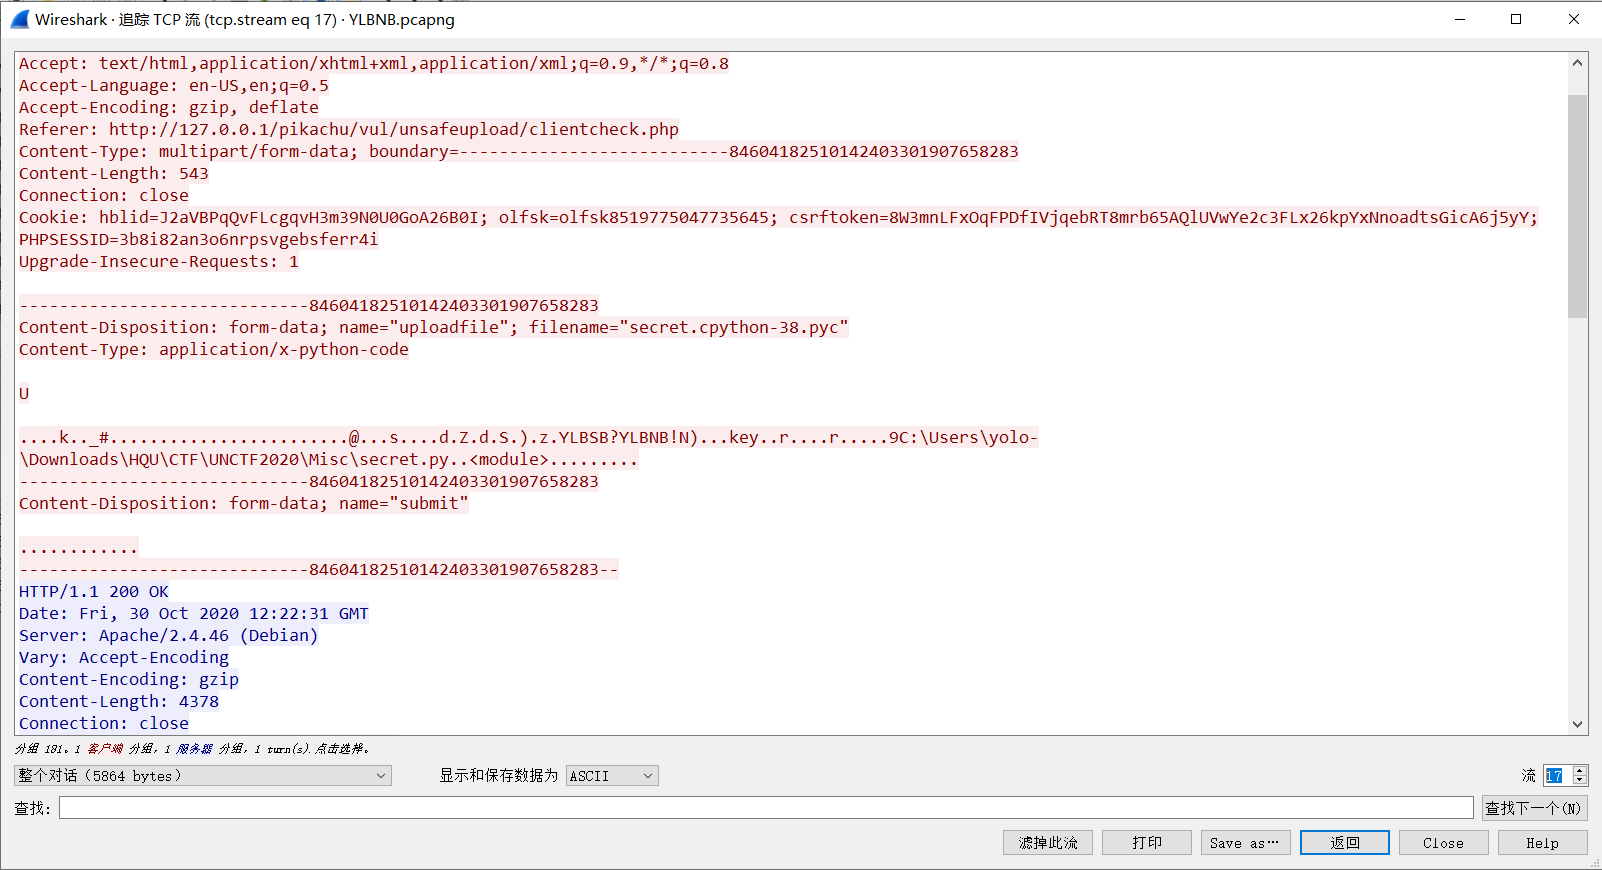 Wireshark · 追踪 TCP 流 (tcp.stream eq 17) · YLBNB.pcapng
Accept: text/html,application/xhtml+xml,application/xml;q=0.9,*/*;q=0.8
Accept-Language: en-US,en;q=0.5
Accept-Encoding: gzip, deflate
Referer: http://127.0.0.1/pikachu/vul/unsafeupload/clientcheck.php
Content-Type: multipart/form-data; boundary=---------------------------84604182510142403301907658283
Content-Length: 543
Connection: close
Cookie: hblid=J2aVBPqQvFLcgqvH3m39N0U0GoA26B0I; olfsk=olfsk8519775047735645; csrftoken=8W3mnLFxOqFPDfIVjqebRT8mrb65AQlUVwYe2c3FLx26kpYxNnoadtsGicA6j5yY;
PHPSESSID=3b8i82an3o6nrpsvgebsferr4i
Upgrade-Insecure-Requests: 1
-----------------------------84604182510142403301907658283
Content-Disposition: form-data; name="uploadfile"; filename="secret.cpython-38.pyc"
Content-Type: application/x-python-code
U
....k.._#........................@...s....d.Z.d.S.).z.YLBSB?YLBNB!N)...key..r....r.....9C:\Users\yolo-
\Downloads\HQU\CTF\UNCTF2020\Misc\secret.py..<module>.........
-----------------------------84604182510142403301907658283
Content-Disposition: form-data; name="submit"
............
-----------------------------84604182510142403301907658283--
HTTP/1.1 200 OK
Date: Fri, 30 Oct 2020 12:22:31 GMT
Server: Apache/2.4.46 (Debian)
Vary: Accept-Encoding
Content-Encoding: gzip
Content-Length: 4378
Connection: close
分组 191。1 客户端 分组，1 服务器 分组，1 turn(s).点击选择。
整个对话（5864 bytes） 显示和保存数据为 ASCII 流 17
查找： 查找下一个(N)
滤掉此流 打印 Save as… 返回 Close Help